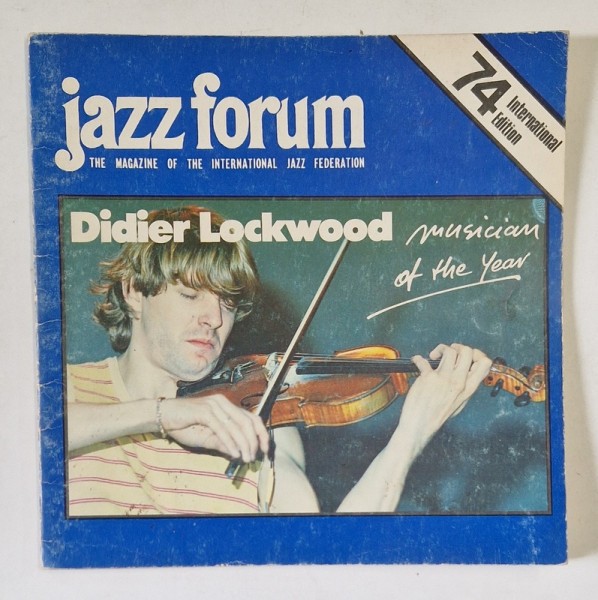 jazz forum
THE MAGAZINE OF THE INTERNATIONAL JAZZ FEDERATION
74
International
Edition
Didier Lockwood
musician
of the Year